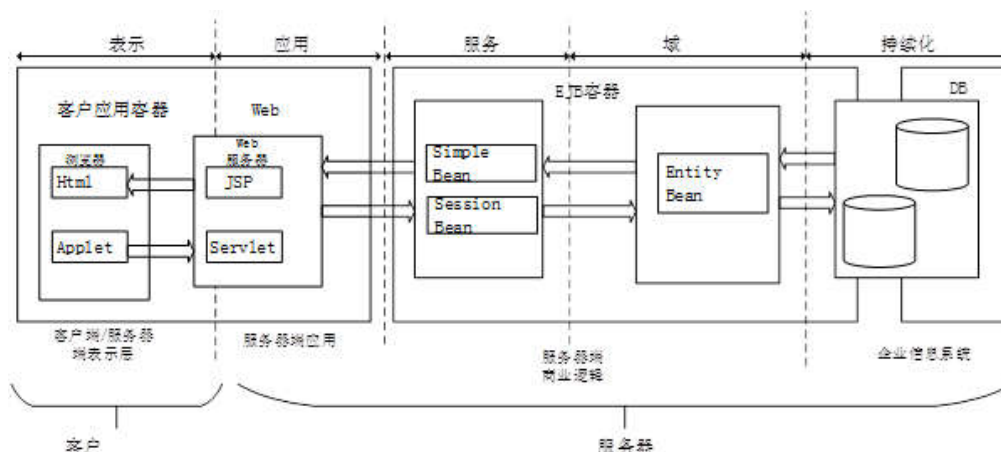 表示
应用
服务
域
持续化
客户应用容器
Web
EJB容器
DB
浏览器
Html
Applet
Web
服务器
JSP
Servlet
Simple
Bean
Session
Bean
Entity
Bean
客户端/服务器
端表示层
服务器端应用
服务器端
商业逻辑
企业信息系统
客户
服务器